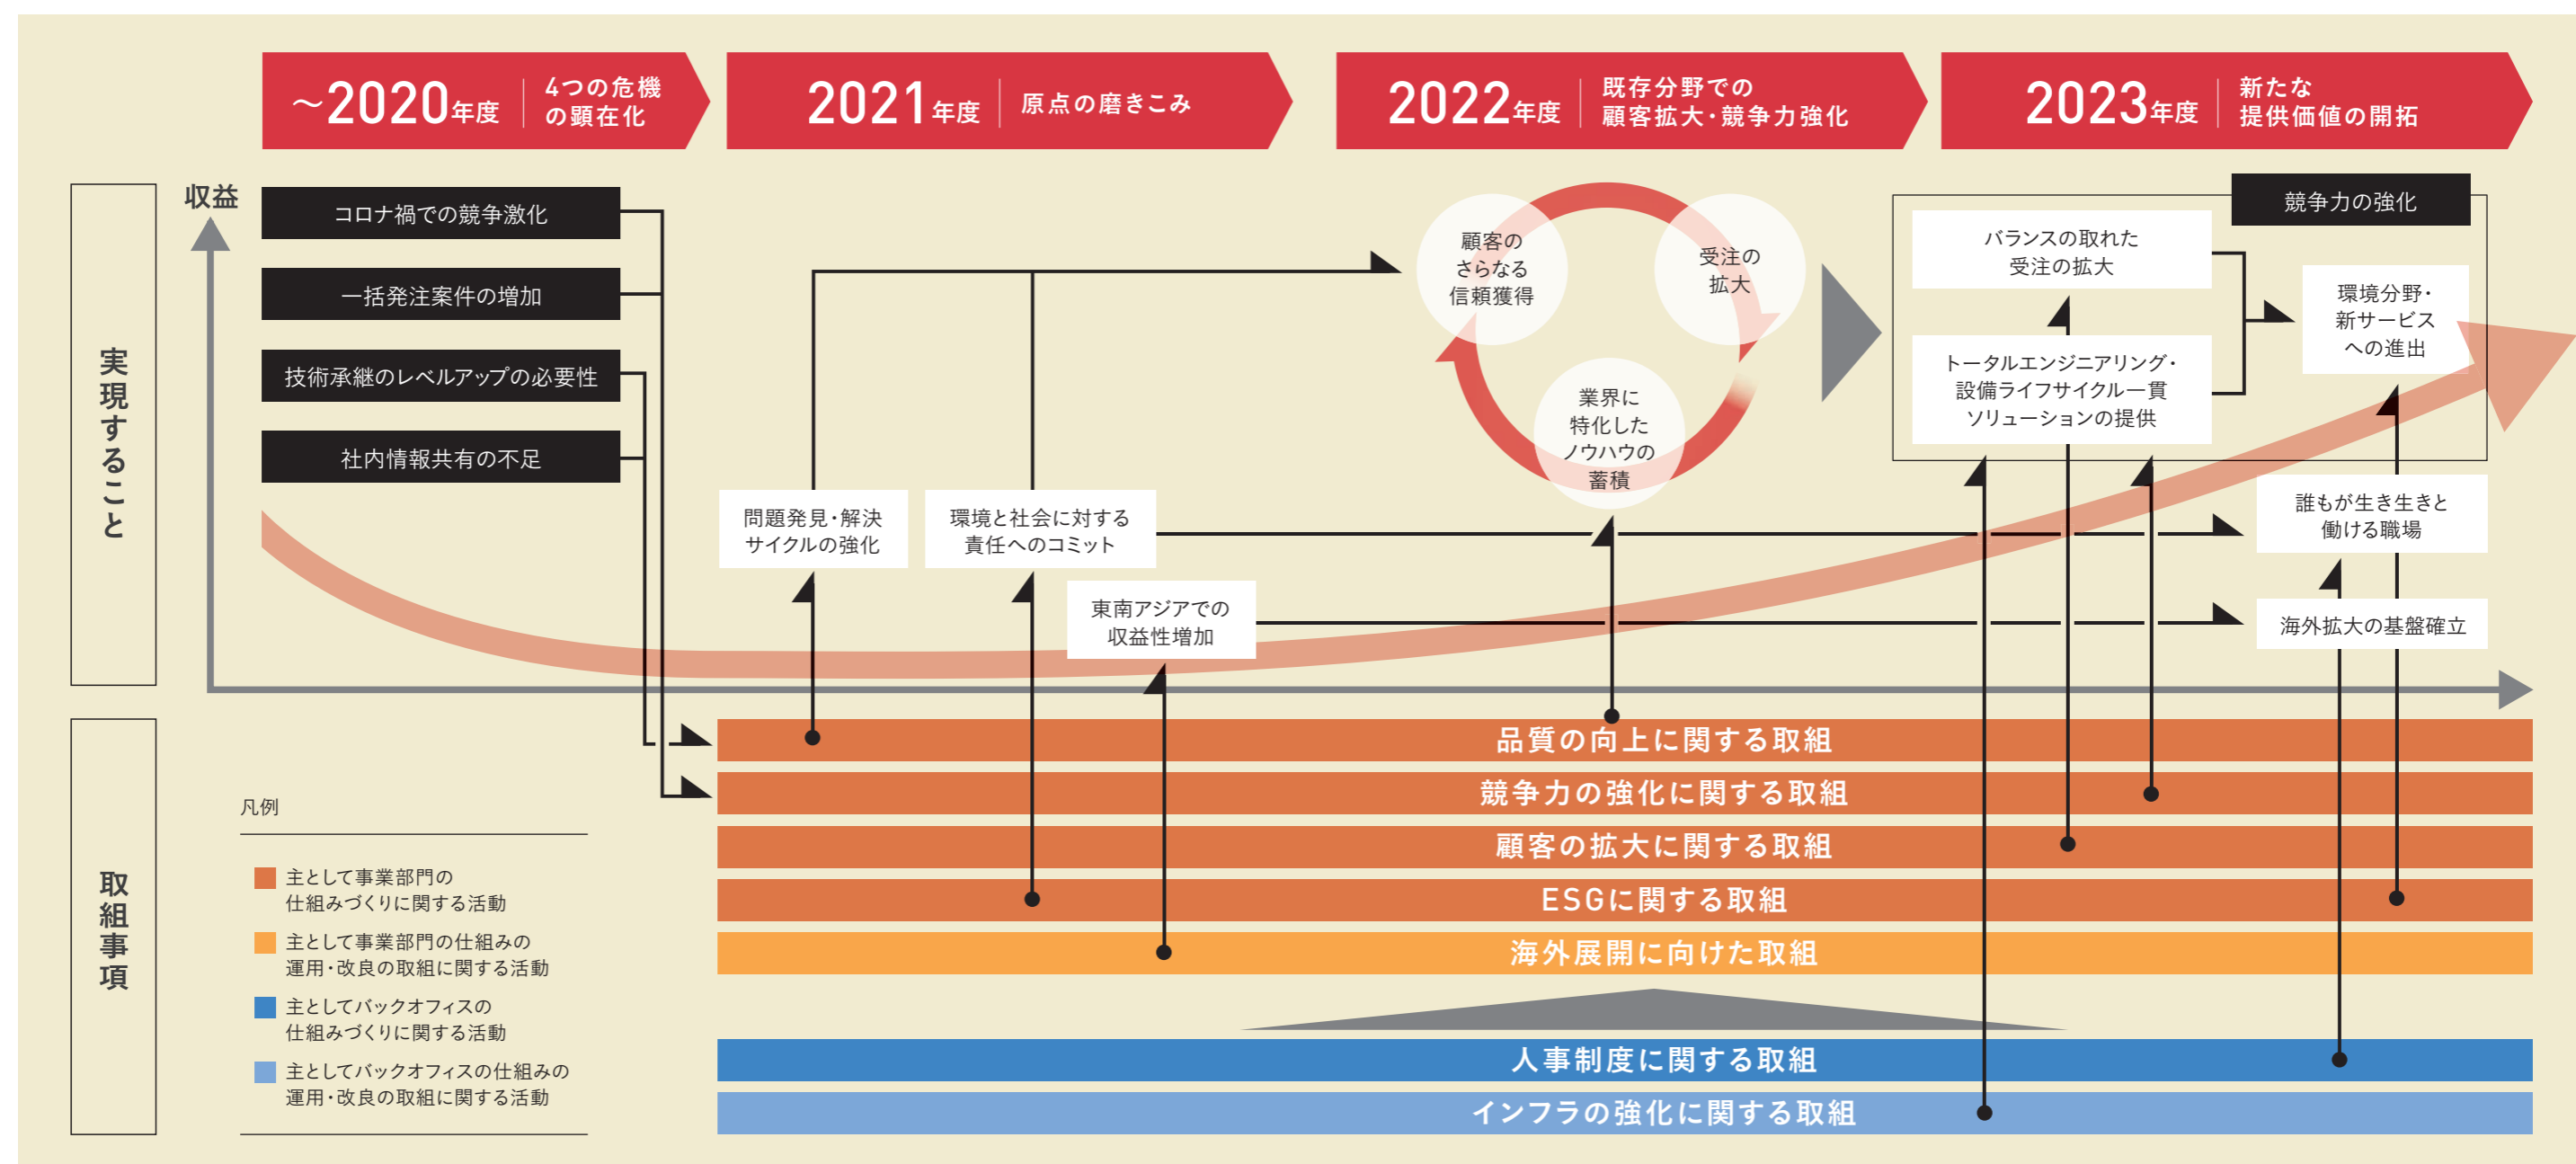 〜2020年度
4つの危機
の顕在化
2021年度
原点の磨きこみ
2022年度
既存分野での
顧客拡大・競争力強化
2023年度
新たな
提供価値の開拓
実現すること
収益
コロナ禍での競争激化
一括発注案件の増加
技術承継のレベルアップの必要性
社内情報共有の不足
問題発見・解決
サイクルの強化
環境と社会に対する
責任へのコミット
東南アジアでの
収益性増加
顧客の
さらなる
信頼獲得
受注の
拡大
業界に
特化した
ノウハウの
蓄積
競争力の強化
バランスの取れた
受注の拡大
トータルエンジニアリング・
設備ライフサイクル一貫
ソリューションの提供
環境分野・
新サービス
への進出
誰もが生き生きと
働ける職場
海外拡大の基盤確立
取組事項
凡例
主として事業部門の
仕組みづくりに関する活動
主として事業部門の仕組みの
運用・改良の取組に関する活動
主としてバックオフィスの
仕組みづくりに関する活動
主としてバックオフィスの仕組みの
運用・改良の取組に関する活動
品質の向上に関する取組
競争力の強化に関する取組
顧客の拡大に関する取組
ESGに関する取組
海外展開に向けた取組
人事制度に関する取組
インフラの強化に関する取組